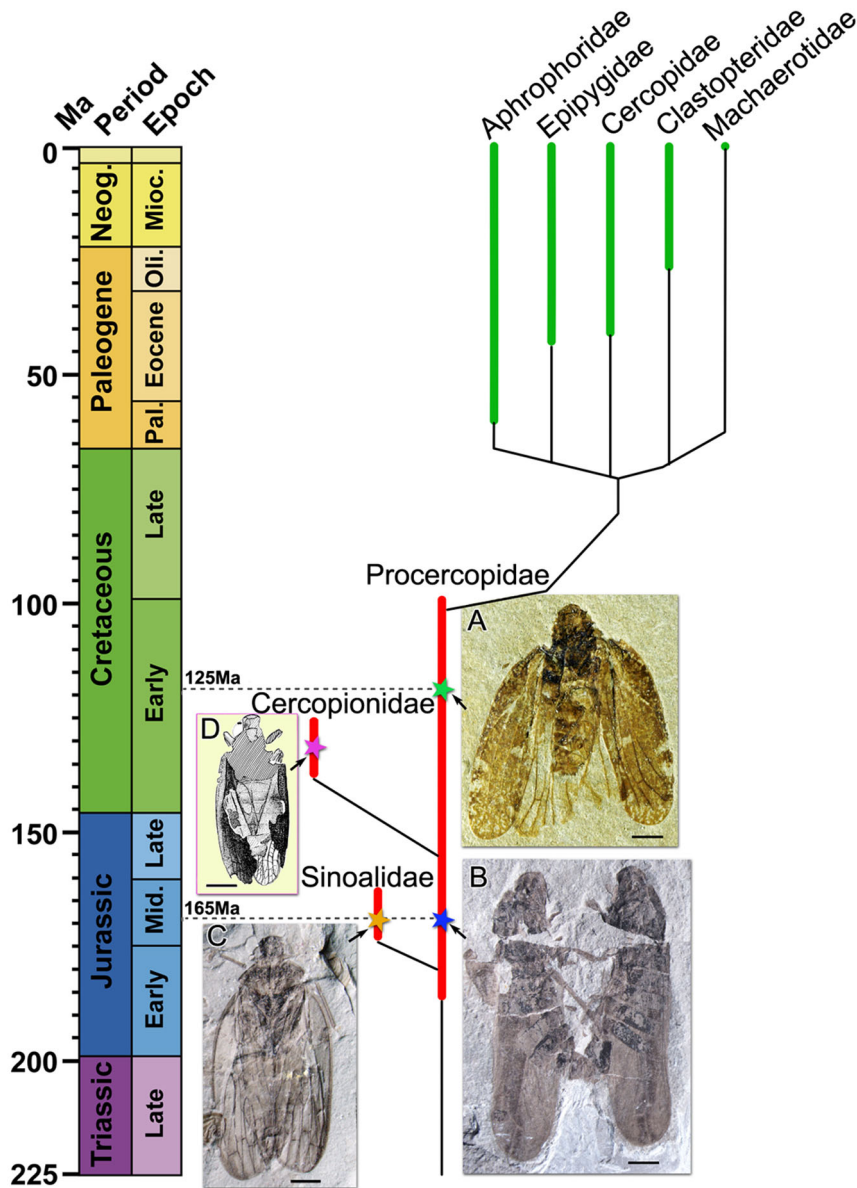 Ma
Period
Epoch
Aphrophoridae
Epipygidae
Cercopidae
Clastopteridae
Machaerotidae
0
Neog.
Mioc.
Oli.
Paleogene
Eocene
50
Pal.
Late
Procercopidae
100
A
Cretaceous
Early
125Ma
Cercopionidae
D
150
Late
Sinoalidae
B
Jurassic
Mid.
165Ma
C
Early
200
Triassic
Late
225